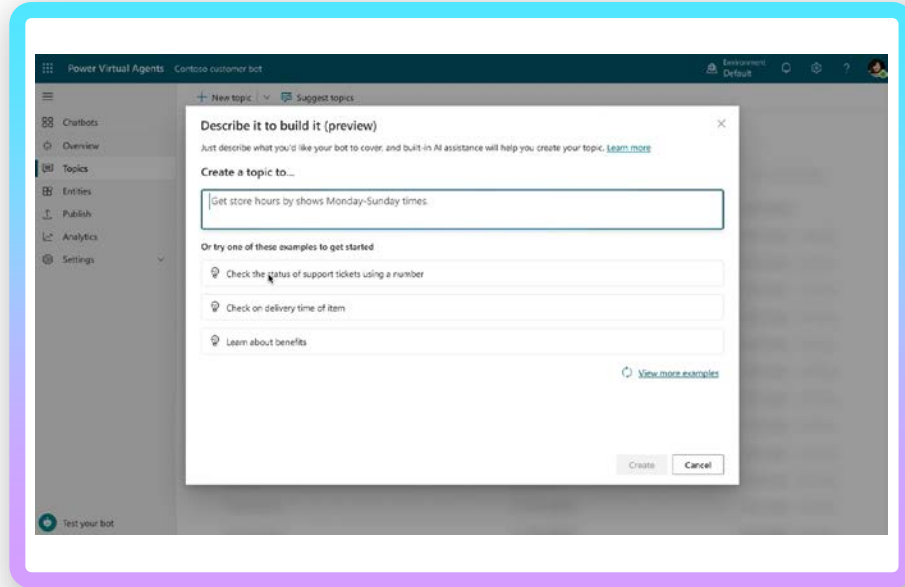 Power Virtual Agents Contoso customer bot
Environment
Default
?
New topic
Suggest topics
Chatbots
Overview
Topics
Entities
Publish
Analytics
Settings
Describe it to build it (preview)
Just describe what you'd like your bot to cover, and built-in AI assistance will help you create your topic. Learn more
Create a topic to...
Get store hours by shows Monday-Sunday times.
Or try one of these examples to get started
Check the status of support tickets using a number
Check on delivery time of item
Learn about benefits
View more examples
Create
Cancel
Test your bot